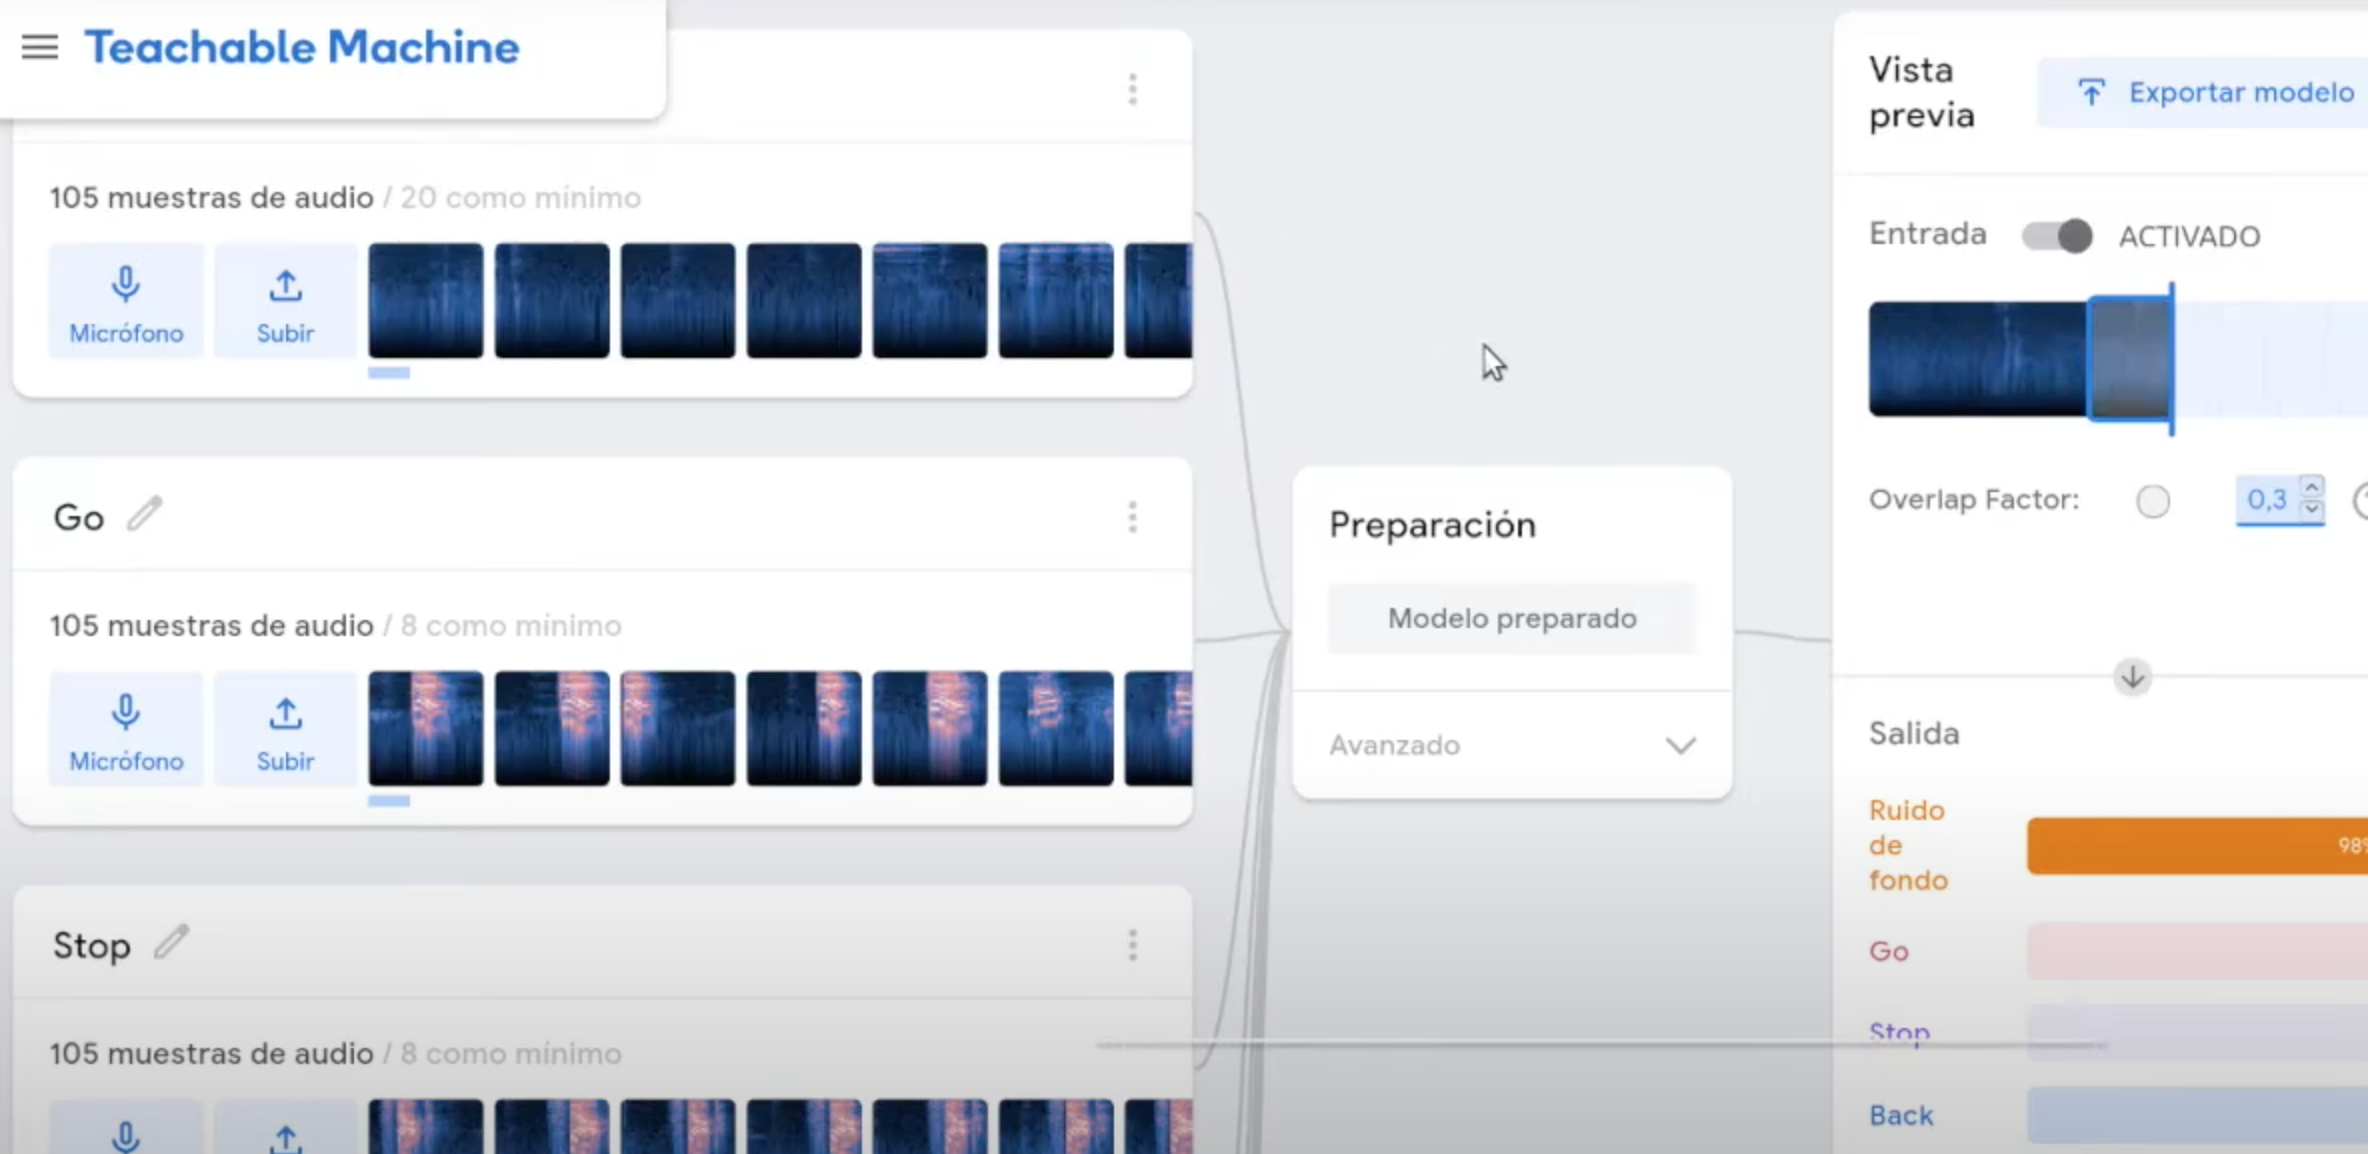 Teachable Machine
105 muestras de audio / 20 como mínimo
Micrófono
Subir
Go
105 muestras de audio / 8 como mínimo
Micrófono
Subir
Stop
105 muestras de audio / 8 como mínimo
Preparación
Modelo preparado
Avanzado
Vista
previa
Exportar modelo
Entrada
ACTIVADO
Overlap Factor:
0,3
Salida
Ruido
de
fondo
98%
Go
Stop
Back